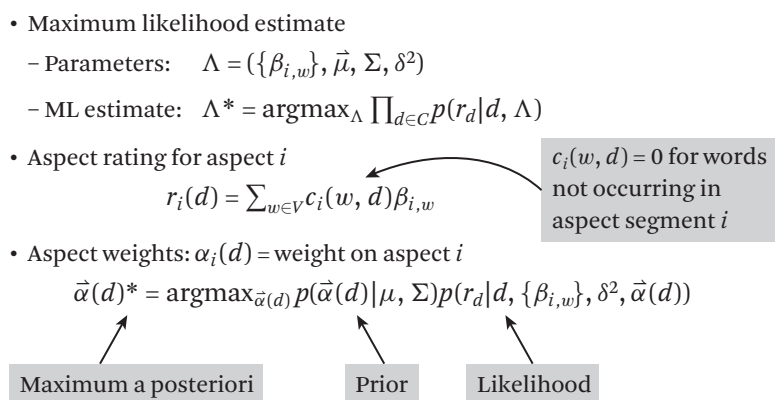 • Maximum likelihood estimate
– Parameters: Λ = ({β_{i,w}}, μ⃗, Σ, δ²)
– ML estimate: Λ* = argmax_Λ ∏_{d∈C} p(r_d|d, Λ)
• Aspect rating for aspect i
r_i(d) = ∑_{w∈V} c_i(w, d)β_{i,w}
c_i(w, d) = 0 for words
not occurring in
aspect segment i
• Aspect weights: α_i(d) = weight on aspect i
α⃗(d)* = argmax_{α⃗(d)} p(α⃗(d)|μ, Σ)p(r_d|d, {β_{i,w}}, δ², α⃗(d))
Maximum a posteriori
Prior
Likelihood